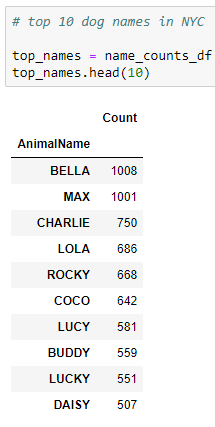 # top 10 dog names in NYC
top_names = name_counts_df
top_names.head(10)
Count
AnimalName
BELLA 1008
MAX 1001
CHARLIE 750
LOLA 686
ROCKY 668
COCO 642
LUCY 581
BUDDY 559
LUCKY 551
DAISY 507